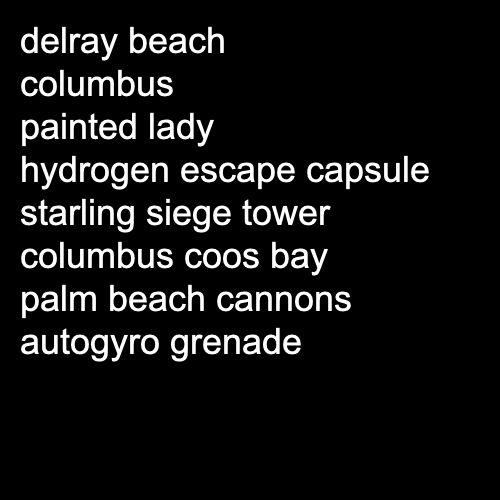 delray beach
columbus
painted lady
hydrogen escape capsule
starling siege tower
columbus coos bay
palm beach cannons
autogyro grenade